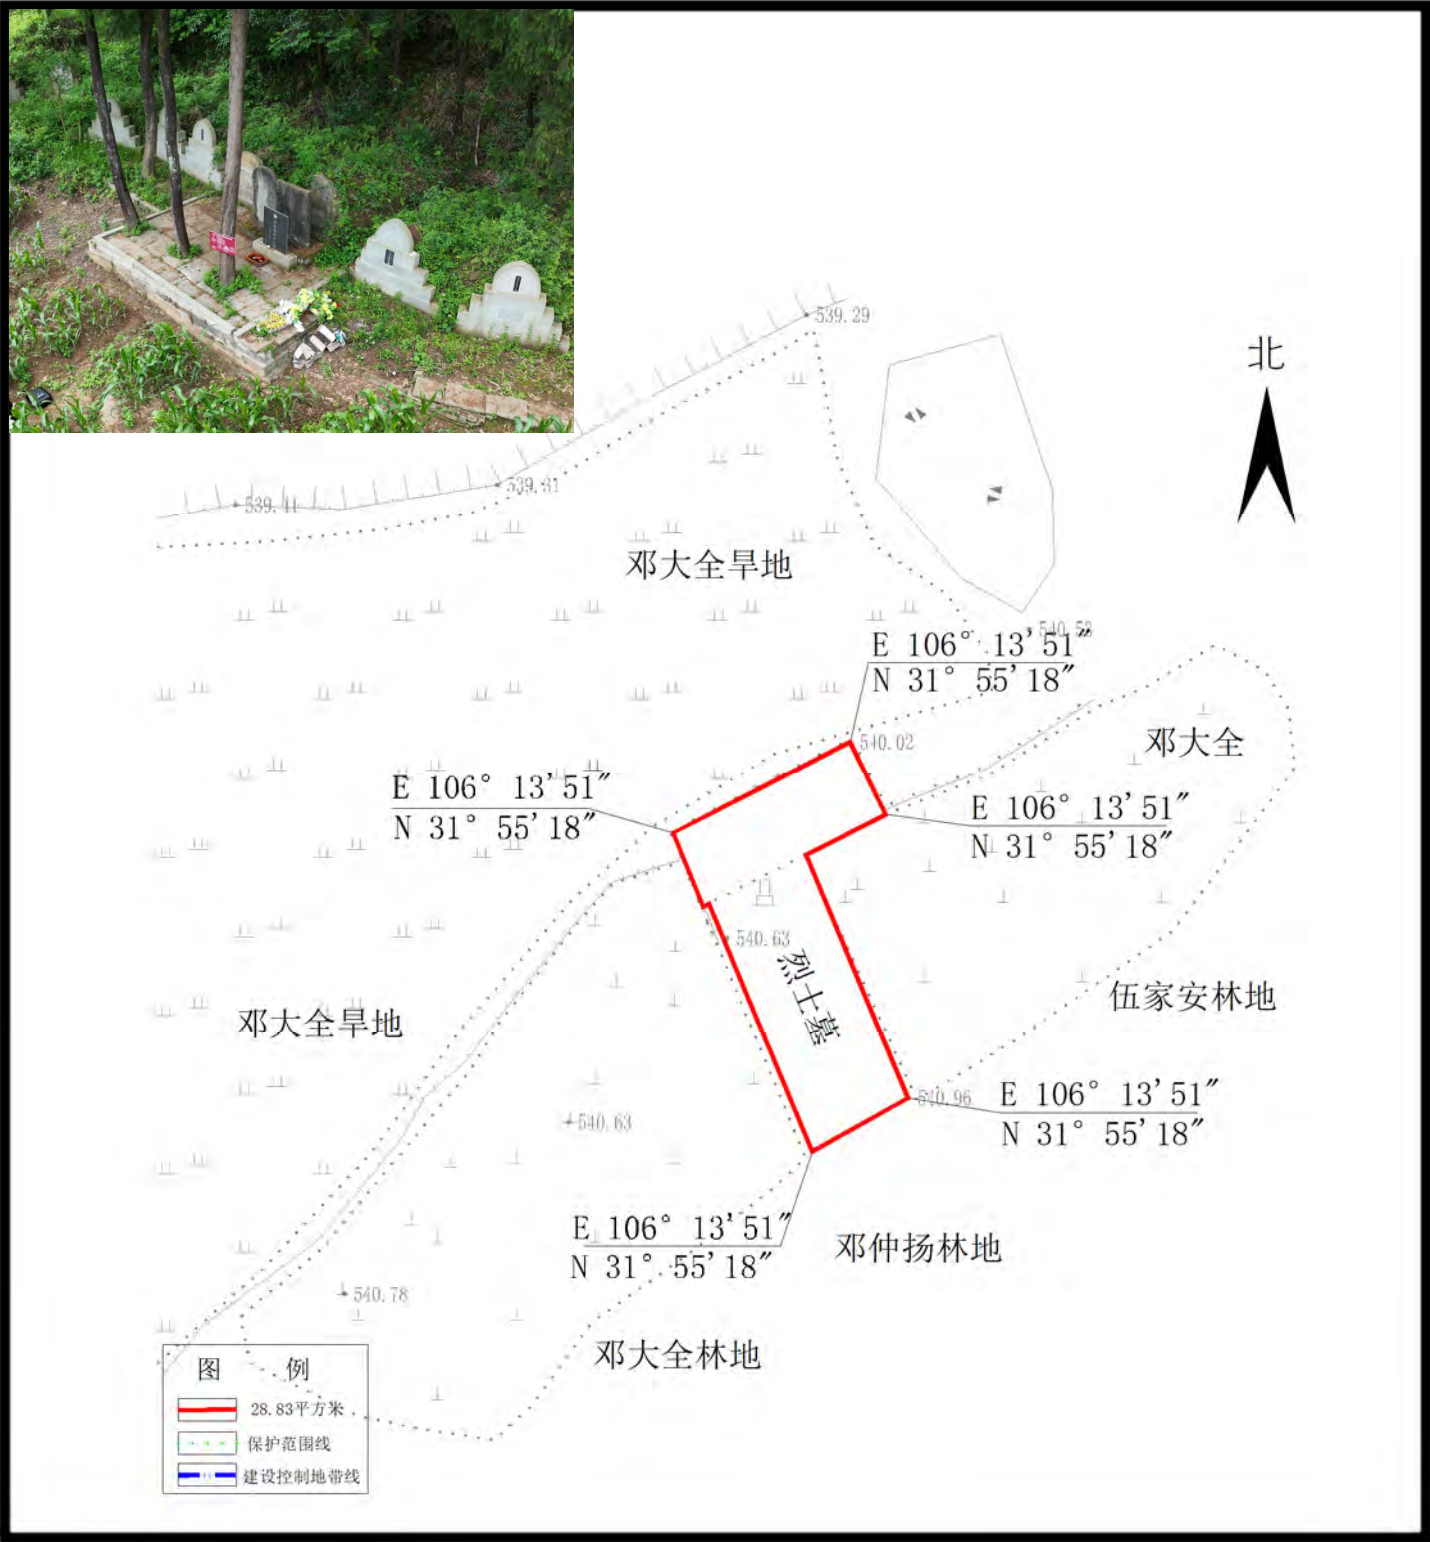 539.29
北
539.31
539.41
邓大全旱地
540.53
E 106° 13'51"
N 31° 55'18"
540.02
邓大全
E 106° 13'51"
N 31° 55'18"
E 106° 13'51"
N 31° 55'18"
540.63
烈士墓
伍家安林地
邓大全旱地
540.96
E 106° 13'51"
N 31° 55'18"
540.63
E 106° 13'51"
N 31° 55'18"
邓仲扬林地
540.78
邓大全林地
图 例
28.83平方米
保护范围线
建设控制地带线